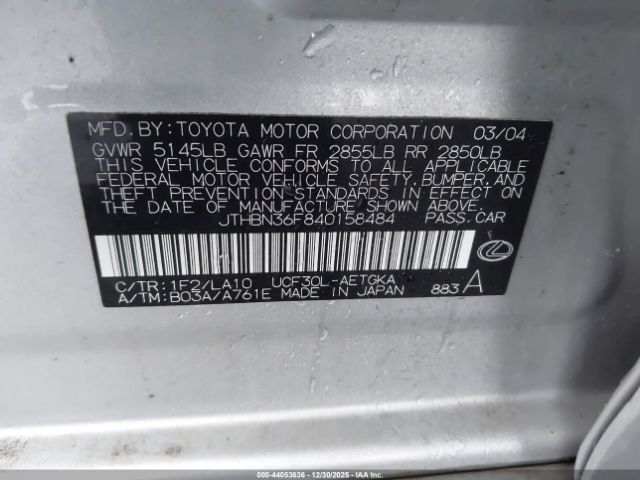 MFD. BY: TOYOTA MOTOR CORPORATION 03/04
GVWR 5145LB GAWR FR 2855LB RR 2850LB
THIS VEHICLE CONFORMS TO ALL APPLICABLE
FEDERAL MOTOR VEHICLE SAFETY, BUMPER, AND
THEFT PREVENTION STANDARDS IN EFFECT ON
THE DATE OF MANUFACTURE SHOWN ABOVE.
JTHBN36F840158484 PASS. CAR
C/TR: 1F2/LA10 UCF30L-AETGKA
A/TM: B03A/A761E MADE IN JAPAN 883 A
000-44053636 - 12/30/2025 - IAAI.COM